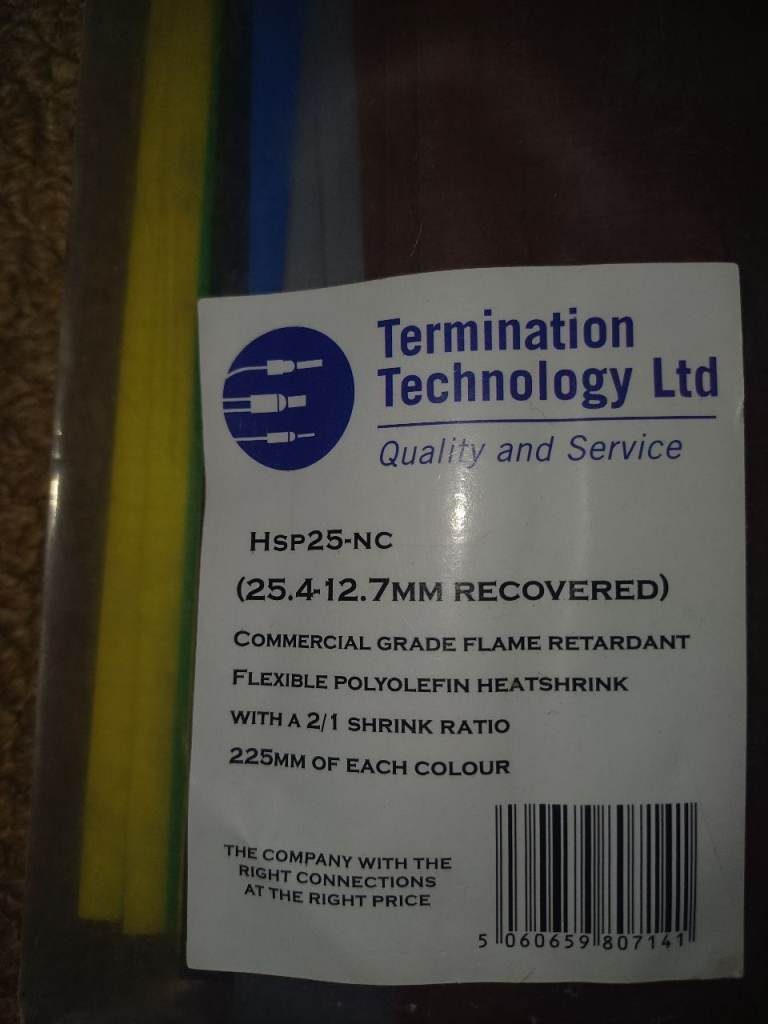 Termination
Technology Ltd
Quality and Service
HSP25-NC
(25.4-12.7MM RECOVERED)
COMMERCIAL GRADE FLAME RETARDANT
FLEXIBLE POLYOLEFIN HEATSHRINK
WITH A 2/1 SHRINK RATIO
225MM OF EACH COLOUR
THE COMPANY WITH THE
RIGHT CONNECTIONS
AT THE RIGHT PRICE
5 060659 807141